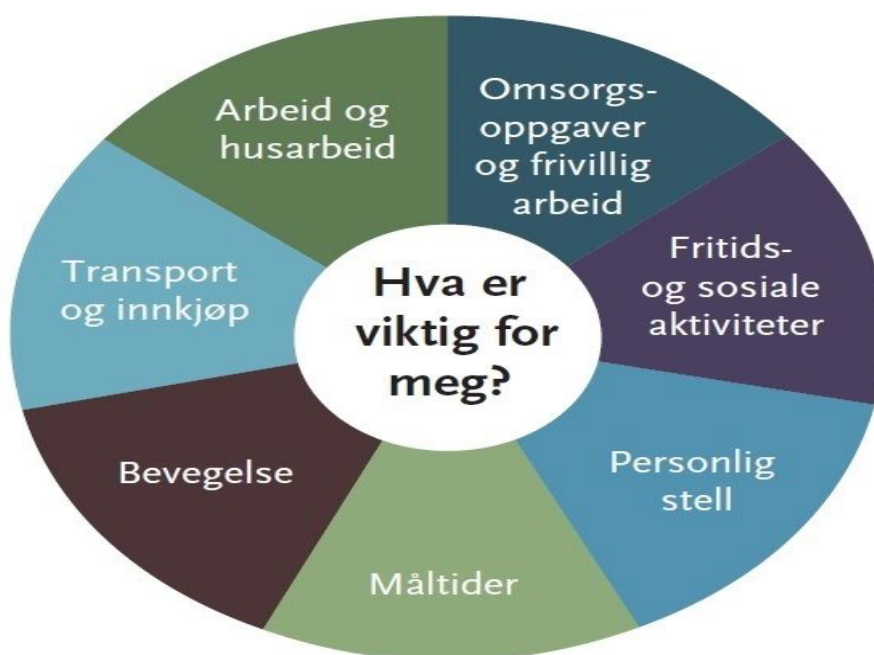 Hva er
viktig for
meg?
Omsorgs-
oppgaver
og frivillig
arbeid
Fritids-
og sosiale
aktiviteter
Personlig
stell
Måltider
Bevegelse
Transport
og innkjøp
Arbeid og
husarbeid